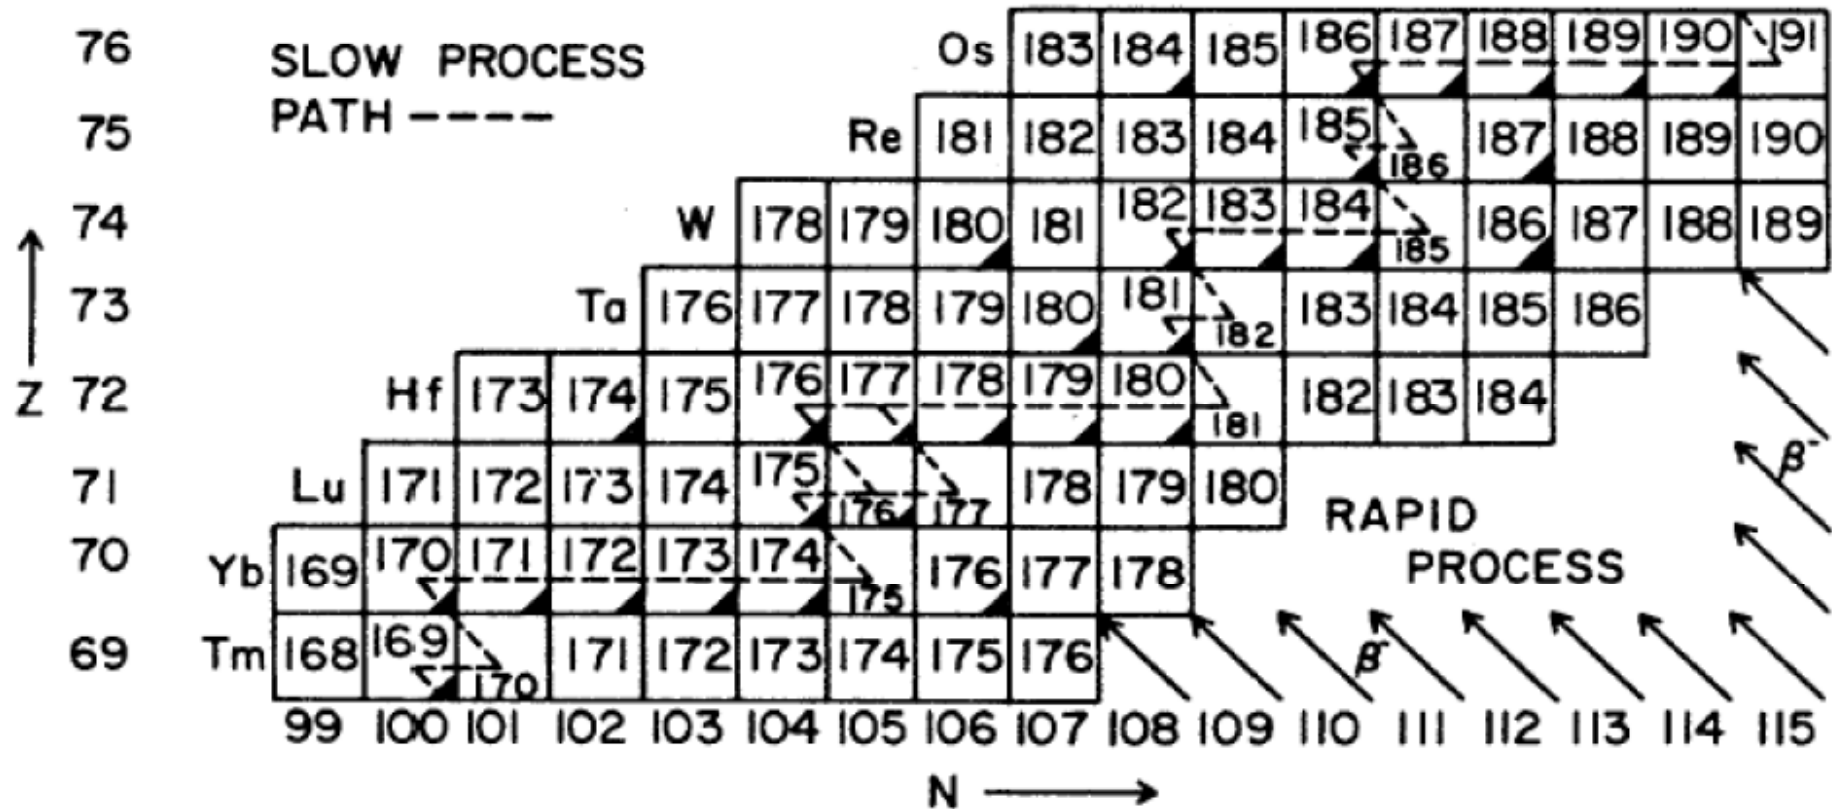 SLOW PROCESS
PATH ----
76 Os 183 184 185 186 187 188 189 190 191
75 Re 181 182 183 184 185 186 187 188 189 190
74 W 178 179 180 181 182 183 184 185 186 187 188 189
73 Ta 176 177 178 179 180 181 182 183 184 185 186
Z 72 Hf 173 174 175 176 177 178 179 180 181 182 183 184
71 Lu 171 172 173 174 175 176 177 178 179 180
β-
RAPID
PROCESS
70 Yb 169 170 171 172 173 174 175 176 177 178
69 Tm 168 169 170 171 172 173 174 175 176
β-
99 100 101 102 103 104 105 106 107 108 109 110 111 112 113 114 115
N